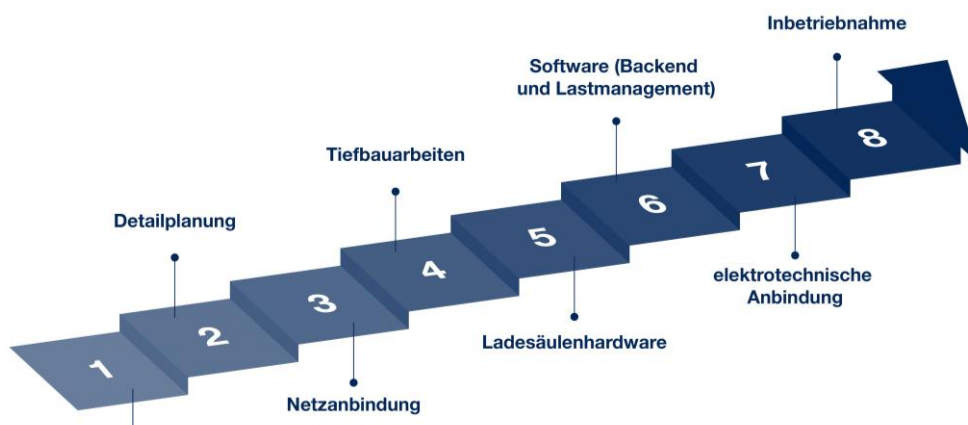 Inbetriebnahme
Software (Backend
und Lastmanagement)
Tiefbauarbeiten
Detailplanung
1
2
3
4
5
6
7
8
elektrotechnische
Anbindung
Ladesäulenhardware
Netzanbindung